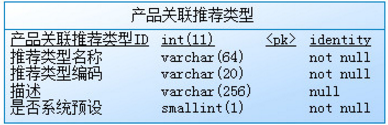 产品关联推荐类型
产品关联推荐类型ID int(11) <pk> identity
推荐类型名称 varchar(64) not null
推荐类型编码 varchar(20) not null
描述 varchar(256) null
是否系统预设 smallint(1) not null